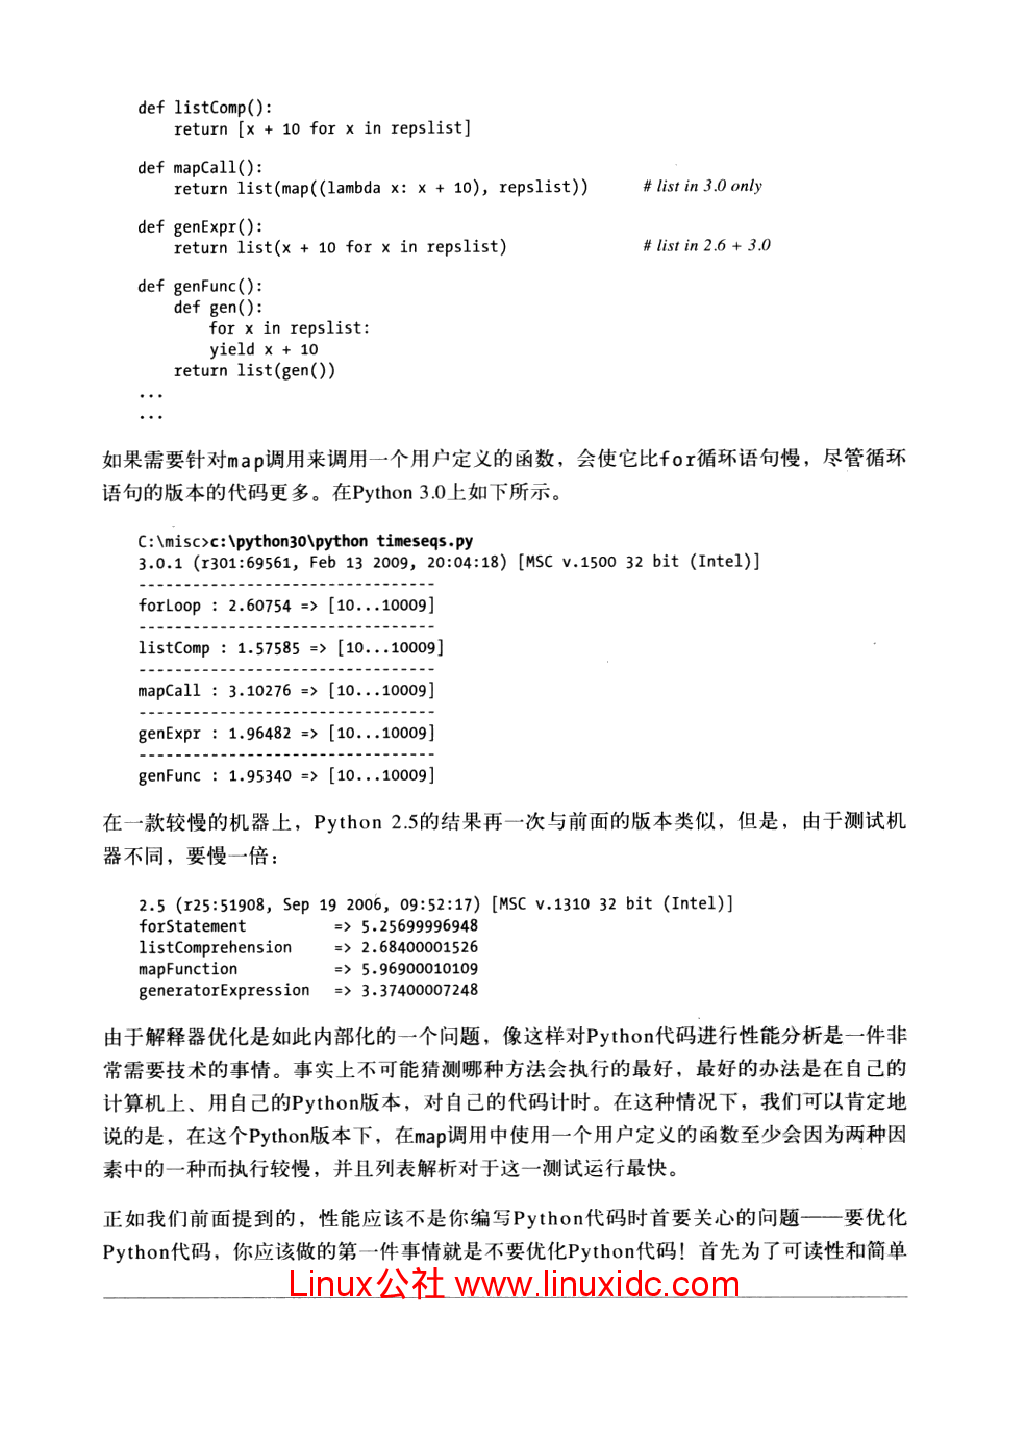 def listComp():
    return [x + 10 for x in repslist]
def mapCall():
    return list(map((lambda x: x + 10), repslist))      # list in 3.0 only
def genExpr():
    return list(x + 10 for x in repslist)      # list in 2.6 + 3.0
def genFunc():
    def gen():
        for x in repslist:
        yield x + 10
    return list(gen())
...
...
如果需要针对map调用来调用一个用户定义的函数，会使它比for循环语句慢，尽管循环
语句的版本的代码更多。在Python 3.0上如下所示。
C:\misc>c:\python30\python timeseqs.py
3.0.1 (r301:69561, Feb 13 2009, 20:04:18) [MSC v.1500 32 bit (Intel)]
---------------------------------
forLoop : 2.60754 => [10...10009]
---------------------------------
listComp : 1.57585 => [10...10009]
---------------------------------
mapCall : 3.10276 => [10...10009]
---------------------------------
genExpr : 1.96482 => [10...10009]
---------------------------------
genFunc : 1.95340 => [10...10009]
在一款较慢的机器上，Python 2.5的结果再一次与前面的版本类似，但是，由于测试机
器不同，要慢一倍：
2.5 (r25:51908, Sep 19 2006, 09:52:17) [MSC v.1310 32 bit (Intel)]
forStatement          => 5.25699996948
listComprehension     => 2.68400001526
mapFunction           => 5.96900010109
generatorExpression   => 3.37400007248
由于解释器优化是如此内部化的一个问题，像这样对Python代码进行性能分析是一件非
常需要技术的事情。事实上不可能猜测哪种方法会执行的最好，最好的办法是在自己的
计算机上、用自己的Python版本，对自己的代码计时。在这种情况下，我们可以肯定地
说的是，在这个Python版本下，在map调用中使用一个用户定义的函数至少会因为两种因
素中的一种而执行较慢，并且列表解析对于这一测试运行最快。
正如我们前面提到的，性能应该不是你编写Python代码时首要关心的问题——要优化
Python代码，你应该做的第一件事情就是不要优化Python代码！首先为了可读性和简单
Linux公社 www.linuxidc.com